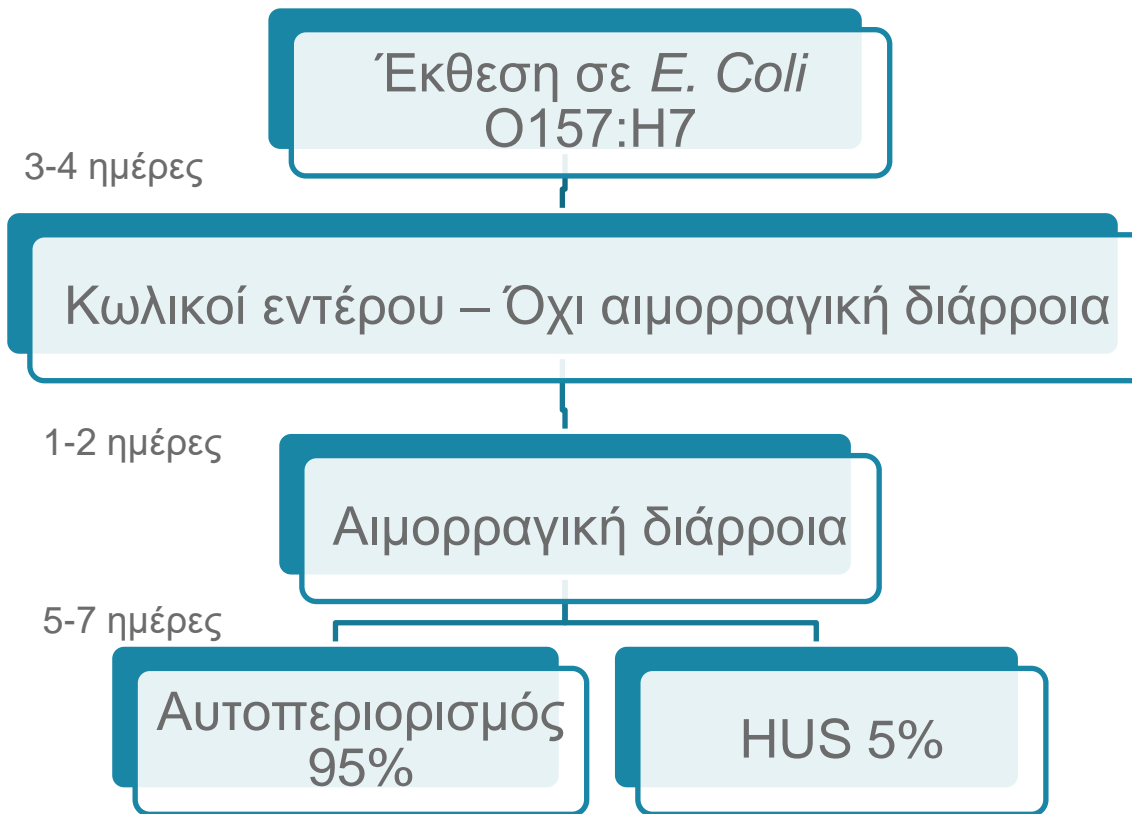 Έκθεση σε E. Coli
O157:H7
3-4 ημέρες
Κωλικοί εντέρου – Όχι αιμορραγική διάρροια
1-2 ημέρες
Αιμορραγική διάρροια
5-7 ημέρες
Αυτοπεριορισμός
95%
HUS 5%